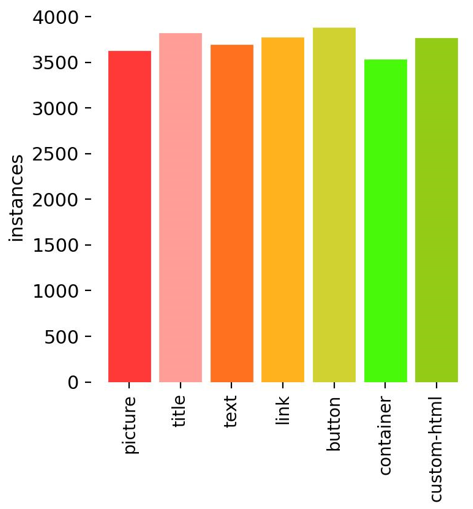 4000
3500
3000
2500
2000
1500
1000
500
0
instances
picture
title
text
link
button
container
custom-html